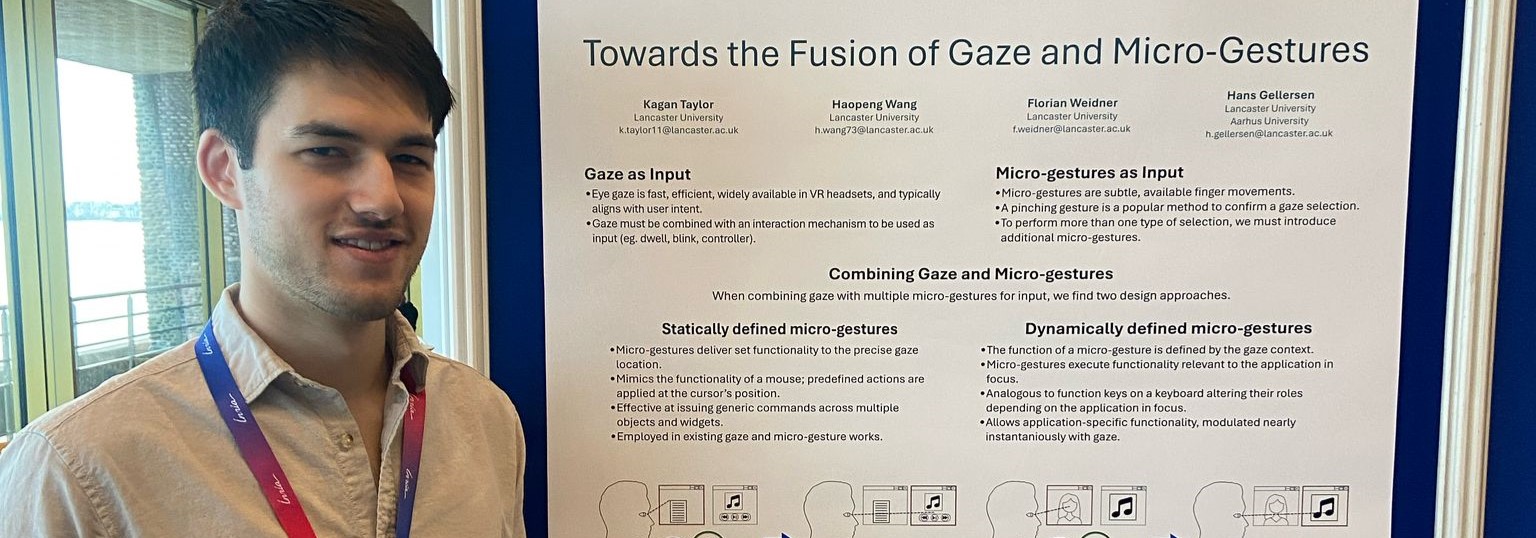 Towards the Fusion of Gaze and Micro-Gestures
Kagan Taylor
Lancaster University
k.taylor11@lancaster.ac.uk
Haopeng Wang
Lancaster University
h.wang73@lancaster.ac.uk
Florian Weidner
Lancaster University
f.weidner@lancaster.ac.uk
Hans Gellersen
Lancaster University
Aarhus University
h.gellersen@lancaster.ac.uk
Gaze as Input
•Eye gaze is fast, efficient, widely available in VR headsets, and typically
aligns with user intent.
•Gaze must be combined with an interaction mechanism to be used as
input (eg. dwell, blink, controller).
Micro-gestures as Input
•Micro-gestures are subtle, available finger movements.
•A pinching gesture is a popular method to confirm a gaze selection.
•To perform more than one type of selection, we must introduce
additional micro-gestures.
Combining Gaze and Micro-gestures
When combining gaze with multiple micro-gestures for input, we find two design approaches.
Statically defined micro-gestures
•Micro-gestures deliver set functionality to the precise gaze
location.
•Mimics the functionality of a mouse; predefined actions are
applied at the cursor's position.
•Effective at issuing generic commands across multiple
objects and widgets.
•Employed in existing gaze and micro-gesture works.
Dynamically defined micro-gestures
•The function of a micro-gesture is defined by the gaze context.
•Micro-gestures execute functionality relevant to the application in
focus.
•Analogous to function keys on a keyboard altering their roles
depending on the application in focus.
•Allows application-specific functionality, modulated nearly
instantaniously with gaze.
Inria
Inria
Inria
Inria